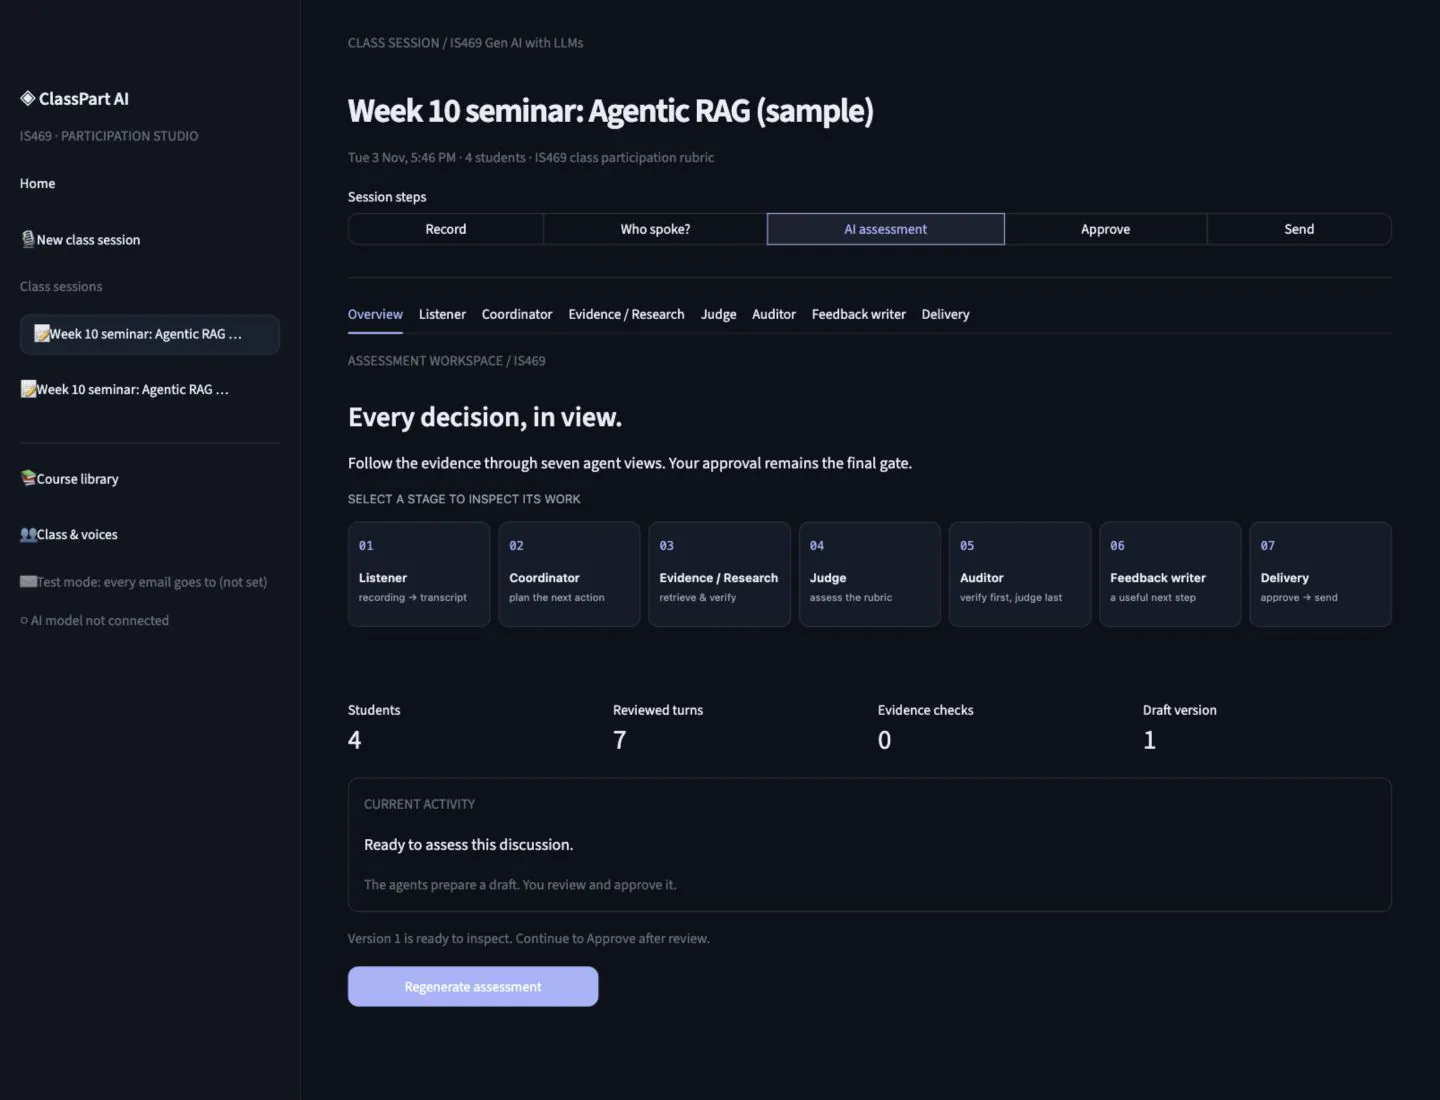 ClassPart AI
IS469 · PARTICIPATION STUDIO
Home
New class session
Class sessions
Week 10 seminar: Agentic RAG ...
Week 10 seminar: Agentic RAG ...
Course library
Class & voices
Test mode: every email goes to (not set)
AI model not connected
CLASS SESSION / IS469 Gen AI with LLMs
Week 10 seminar: Agentic RAG (sample)
Tue 3 Nov, 5:46 PM · 4 students · IS469 class participation rubric
Session steps
Record Who spoke? AI assessment Approve Send
Overview Listener Coordinator Evidence / Research Judge Auditor Feedback writer Delivery
ASSESSMENT WORKSPACE / IS469
Every decision, in view.
Follow the evidence through seven agent views. Your approval remains the final gate.
SELECT A STAGE TO INSPECT ITS WORK
01
Listener
recording → transcript
02
Coordinator
plan the next action
03
Evidence / Research
retrieve & verify
04
Judge
assess the rubric
05
Auditor
verify first, judge last
06
Feedback writer
a useful next step
07
Delivery
approve → send
Students
4
Reviewed turns
7
Evidence checks
0
Draft version
1
CURRENT ACTIVITY
Ready to assess this discussion.
The agents prepare a draft. You review and approve it.
Version 1 is ready to inspect. Continue to Approve after review.
Regenerate assessment